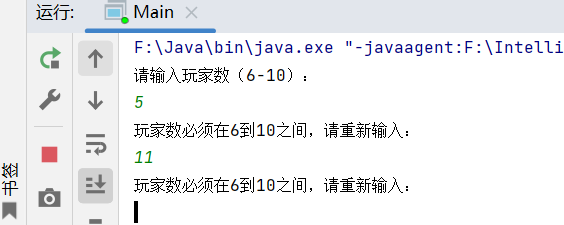 运行: Main
F:\Java\bin\java.exe "-javaagent:F:\Intelli
请输入玩家数（6-10）：
5
玩家数必须在6到10之间，请重新输入：
11
玩家数必须在6到10之间，请重新输入：
书签